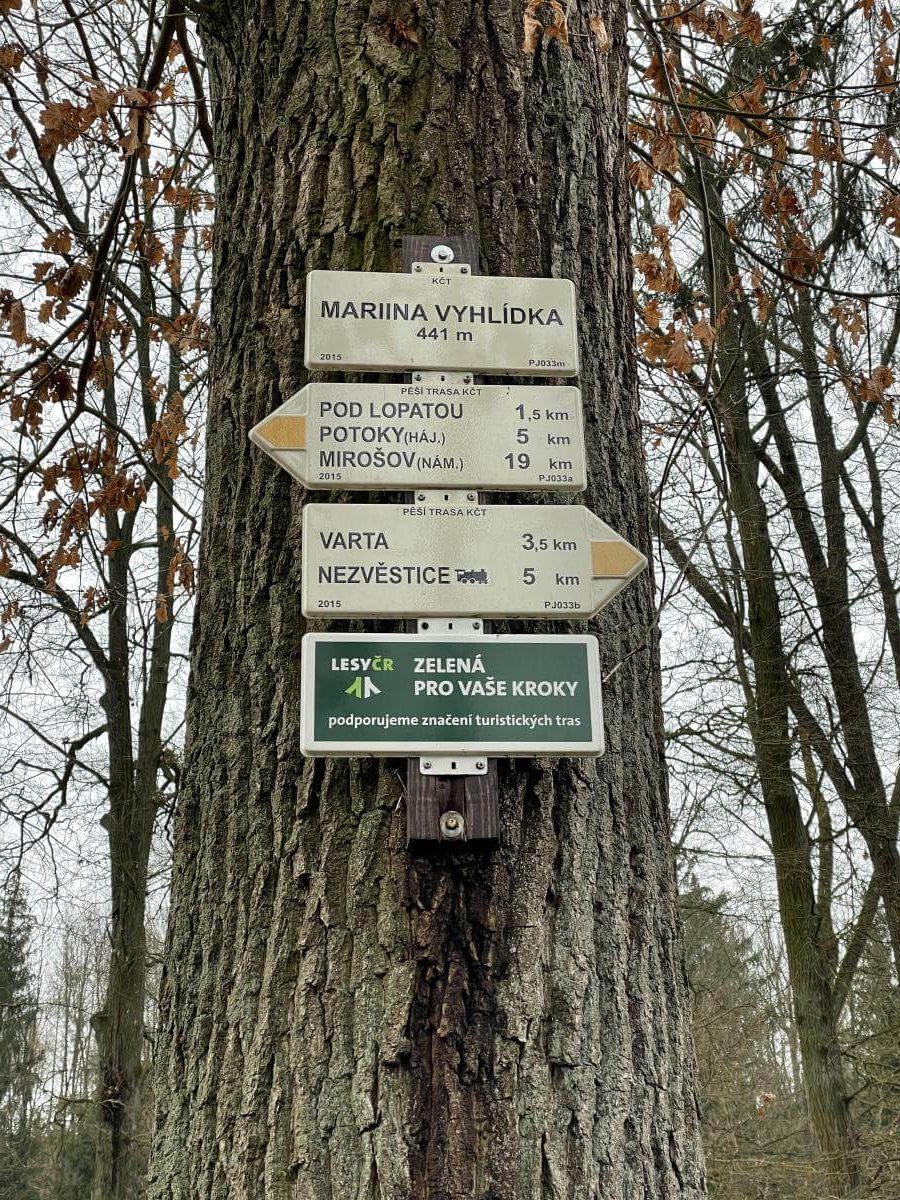 KČT
MARIINA VYHLÍDKA
441 m
2015 PJ033m
PĚŠÍ TRASA KČT
POD LOPATOU 1,5 km
POTOKY(HÁJ.) 5 km
MIROŠOV(NÁM.) 19 km
2015 PJ033a
PĚŠÍ TRASA KČT
VARTA 3,5 km
NEZVĚSTICE 5 km
2015 PJ033b
LESYČR ZELENÁ
PRO VAŠE KROKY
podporujeme značení turistických tras